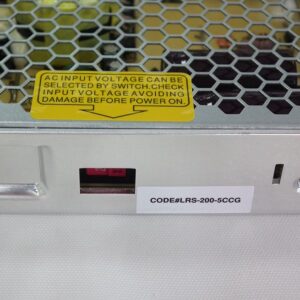 AC INPUT VOLTAGE CAN BE
SELECTED BY SWITCH.CHECK
INPUT VOLTAGE AVOIDING
DAMAGE BEFORE POWER ON.
CODE#LRS-200-5CCG